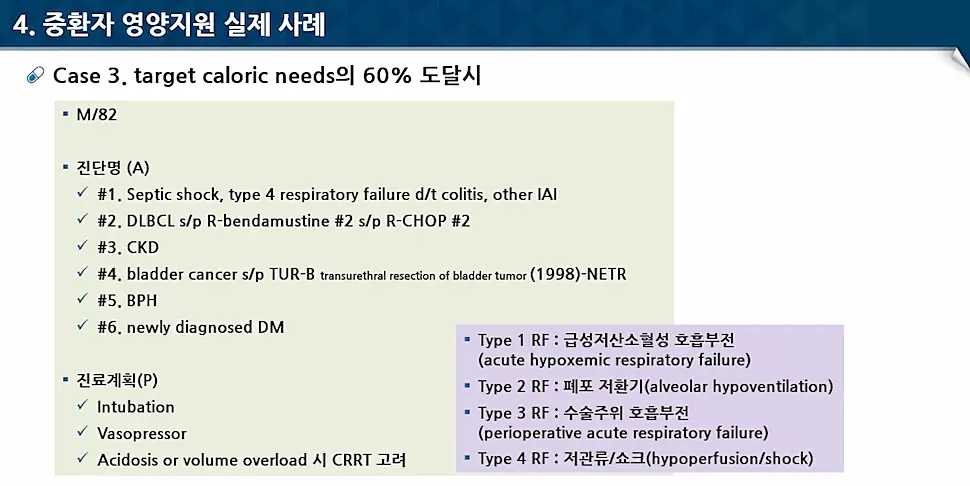 4. 중환자 영양지원 실제 사례
Case 3. target caloric needs의 60% 도달시
▪ M/82
▪ 진단명 (A)
✓ #1. Septic shock, type 4 respiratory failure d/t colitis, other IAI
✓ #2. DLBCL s/p R-bendamustine #2 s/p R-CHOP #2
✓ #3. CKD
✓ #4. bladder cancer s/p TUR-B transurethral resection of bladder tumor (1998)-NETR
✓ #5. BPH
✓ #6. newly diagnosed DM
▪ 진료계획(P)
✓ Intubation
✓ Vasopressor
✓ Acidosis or volume overload 시 CRRT 고려
▪ Type 1 RF : 급성저산소혈성 호흡부전
(acute hypoxemic respiratory failure)
▪ Type 2 RF : 폐포 저환기(alveolar hypoventilation)
▪ Type 3 RF : 수술주위 호흡부전
(perioperative acute respiratory failure)
▪ Type 4 RF : 저관류/쇼크(hypoperfusion/shock)